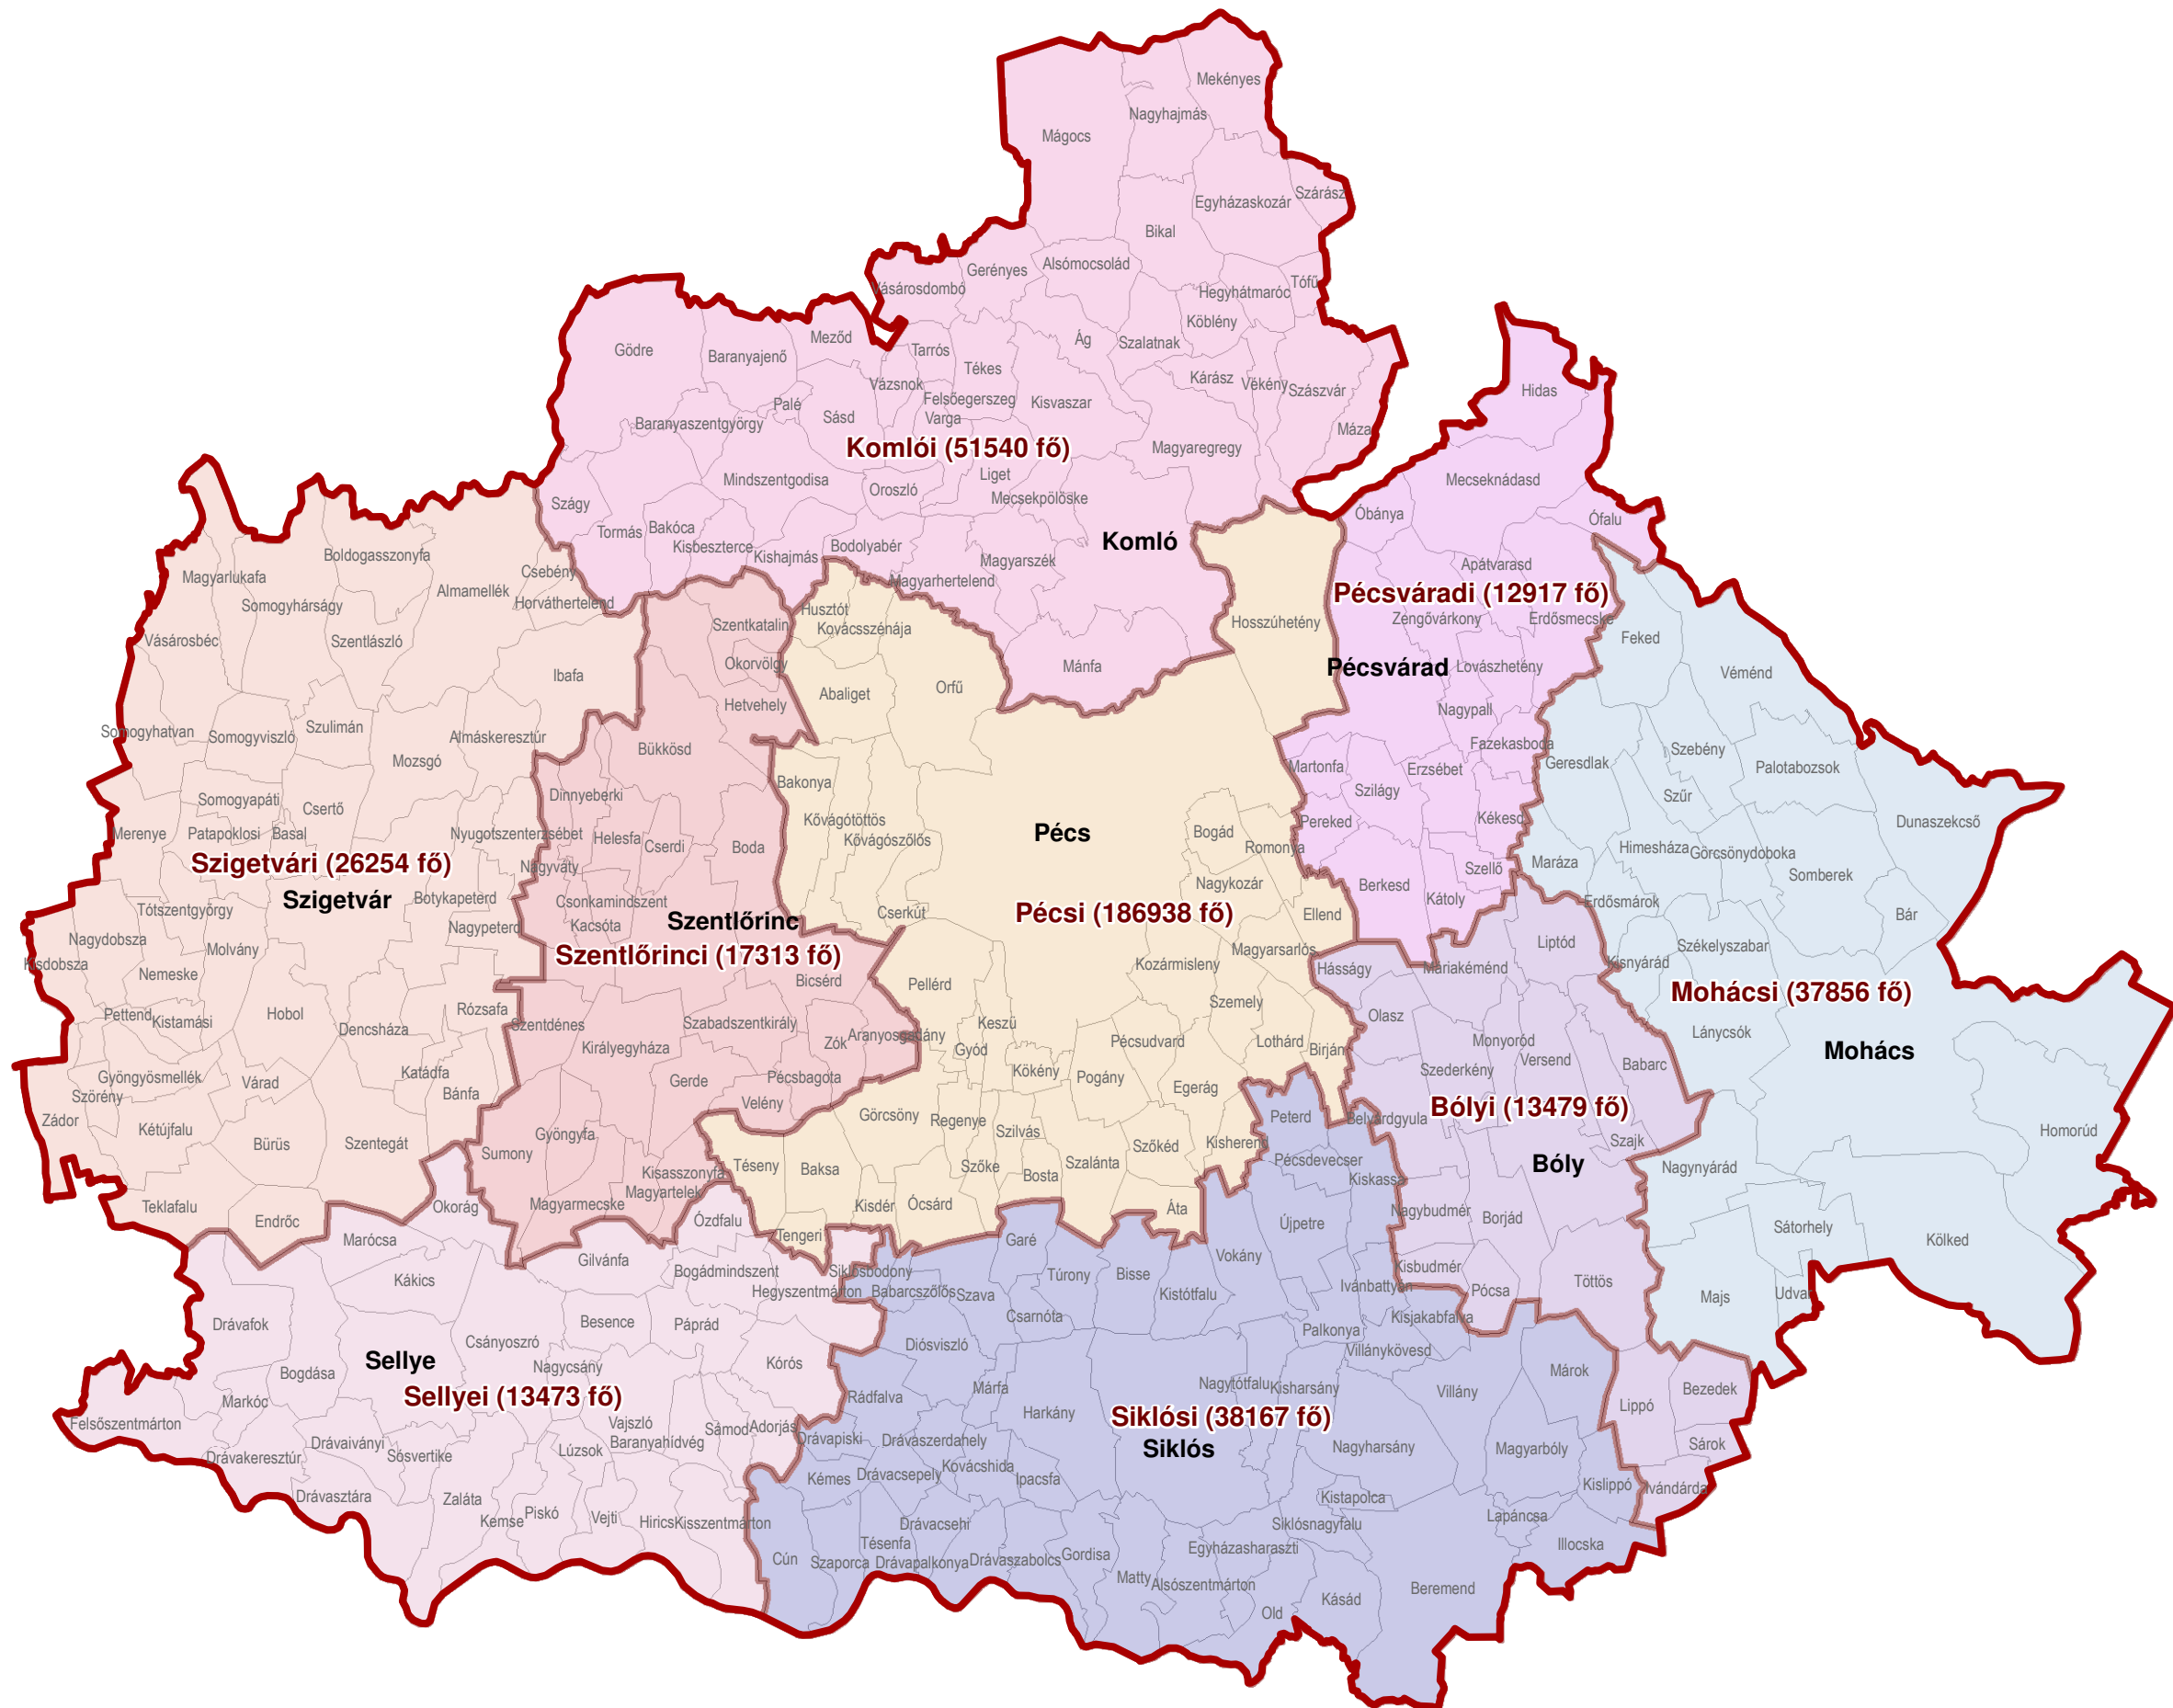 Mekényes
Nagyhajmás
Mágocs
Szárász
Egyházaskozár
Bikal
Alsómocsolád
Gerényes
Vásárosdombó
Tófű
Hegyhátmaróc
Köblény
Meződ
Ág
Szalatnak
Tarrós
Gödre
Baranyajenő
Tékes
Vázsnok
Kárász
Vékény
Szászvár
Felsőegerszeg
Kisvaszar
Palé
Sásd
Varga
Baranyaszentgyörgy
Máza
Komlói (51540 fő)
Magyaregregy
Liget
Mindszentgodisa
Oroszló
Mecsekpölöske
Szágy
Tormás
Bakóca
Kisbeszterce
Kishajmás
Bodolyabér
Komló
Magyarszék
Magyarhertelend
Mánfa
Hidas
Mecseknádasd
Óbánya
Ófalu
Apátvarasd
Pécsváradi (12917 fő)
Zengővárkony
Erdősmecske
Pécsvárad
Lovászhetény
Nagypall
Fazekasboda
Martonfa
Erzsébet
Szilágy
Pereked
Kékesd
Szellő
Berkesd
Kátoly
Boldogasszonyfa
Magyarlukafa
Csebény
Almamellék
Somogyhárságy
Horváthertelend
Vásárosbéc
Szentlászló
Ibafa
Somogyhatvan
Somogyviszló
Szulimán
Almáskeresztúr
Mozsgó
Somogyapáti
Csertő
Merenye
Patapoklosi
Basal
Nyugotszenterzsébet
Szigetvári (26254 fő)
Nagyváty
Szigetvár
Botykapeterd
Tótszentgyörgy
Nagypeterd
Nagydobsza
Molvány
Kisdobsza
Nemeske
Rózsafa
Pettend
Kistamási
Hobol
Dencsháza
Gyöngyösmellék
Várad
Katádfa
Szörény
Bánfa
Zádor
Kétújfalu
Bürüs
Szentegát
Teklafalu
Endrőc
Szentkatalin
Okorvölgy
Hetvehely
Bükkösd
Dinnyeberki
Helesfa
Cserdi
Boda
Csonkamindszent
Kacsóta
Szentlőrinc
Szentlőrinci (17313 fő)
Bicsérd
Szentdénes
Szabadszentkirály
Zók
Aranyosgadány
Királyegyháza
Gerde
Pécsbagota
Velény
Gyöngyfa
Sumony
Kisasszonyfa
Magyartelek
Magyarmecske
Husztót
Kovácsszénája
Hosszúhetény
Abaliget
Orfű
Bakonya
Kővágótöttös
Kővágószőlős
Pécs
Bogád
Romonya
Nagykozár
Cserkút
Pécsi (186938 fő)
Ellend
Magyarsarlós
Kozármisleny
Pellérd
Szemely
Keszü
Gyód
Pécsudvard
Lothárd
Birján
Kökény
Pogány
Egerág
Görcsöny
Regenye
Szilvás
Szőkéd
Kisherend
Téseny
Baksa
Szőke
Bosta
Szalánta
Kisdér
Ócsárd
Áta
Tengeri
Feked
Véménd
Szebény
Geresdlak
Palotabozsok
Szűr
Dunaszekcső
Himesháza
Görcsönydoboka
Maráza
Somberek
Erdősmárok
Bár
Székelyszabar
Kisnyárád
Mohácsi (37856 fő)
Lánycsók
Mohács
Homorúd
Nagynyárád
Sátorhely
Kölked
Majs
Udvar
Liptód
Hásságy
Máriakéménd
Olasz
Monyoród
Versend
Szederkény
Babarc
Bólyi (13479 fő)
Belvárdgyula
Szajk
Bóly
Nagybudmér
Borjád
Kisbudmér
Pócsa
Töttös
Bezedek
Lippó
Sárok
Ivándárda
Okorág
Ózdfalu
Marócsa
Gilvánfa
Kákics
Bogádmindszent
Hegyszentmárton
Drávafok
Besence
Páprád
Csányoszró
Sellye
Nagycsány
Kórós
Bogdása
Sellyei (13473 fő)
Markóc
Felsőszentmárton
Vajszló
Sámod
Adorjás
Drávaiványi
Lúzsok
Baranyahídvég
Drávakeresztúr
Sósvertike
Drávasztára
Zaláta
Kemse
Piskó
Vejti
Hirics
Kisszentmárton
Peterd
Pécsdevecser
Kiskassa
Újpetre
Garé
Vokány
Siklósbodony
Túrony
Bisse
Babarcszőlős
Szava
Kistótfalu
Ivánbattyán
Csarnóta
Kisjakabfalva
Diósviszló
Palkonya
Villánykövesd
Márok
Rádfalva
Márfa
Nagytótfalu
Kisharsány
Villány
Harkány
Siklósi (38167 fő)
Siklós
Drávapiski
Drávaszerdahely
Nagyharsány
Magyarbóly
Kémes
Drávacsepely
Kovácshida
Ipacsfa
Kislippó
Kistapolca
Lapáncsa
Drávacsehi
Siklósnagyfalu
Tésenfa
Egyházasharaszti
Illocska
Cún
Szaporca
Drávapalkonya
Drávaszabolcs
Gordisa
Matty
Alsószentmárton
Beremend
Kásád
Old